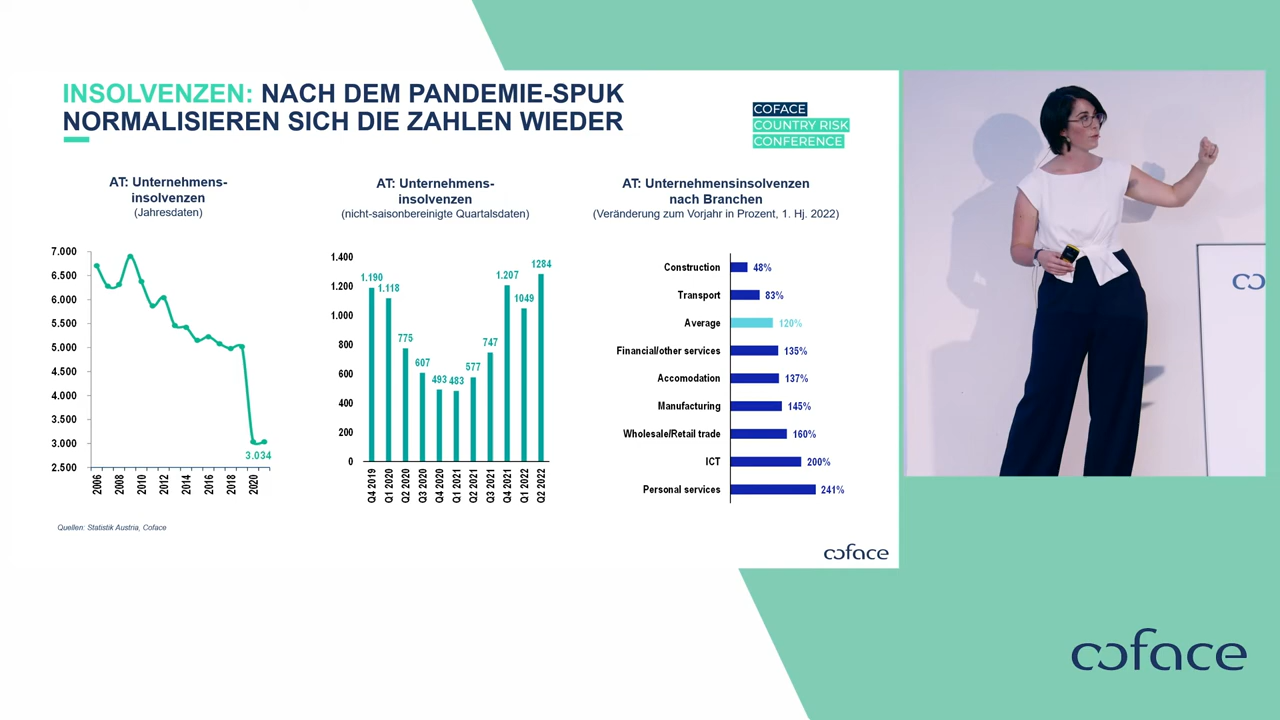 INSOLVENZEN: NACH DEM PANDEMIE-SPUK
NORMALISIEREN SICH DIE ZAHLEN WIEDER
COFACE
COUNTRY RISK
CONFERENCE
AT: Unternehmens-
insolvenzen
(Jahresdaten)
7.000
6.500
6.000
5.500
5.000
4.500
4.000
3.500
3.000
2.500
3.034
2006
2008
2010
2012
2014
2016
2018
2020
AT: Unternehmens-
insolvenzen
(nicht-saisonbereinigte Quartalsdaten)
1.400
1.200
1.000
800
600
400
200
0
1.190
1.118
775
607
493
483
577
747
1.207
1049
1284
Q4 2019
Q1 2020
Q2 2020
Q3 2020
Q4 2020
Q1 2021
Q2 2021
Q3 2021
Q4 2021
Q1 2022
Q2 2022
AT: Unternehmensinsolvenzen
nach Branchen
(Veränderung zum Vorjahr in Prozent, 1. Hj. 2022)
Construction 48%
Transport 83%
Average 120%
Financial/other services 135%
Accomodation 137%
Manufacturing 145%
Wholesale/Retail trade 160%
ICT 200%
Personal services 241%
Quellen: Statistik Austria, Coface
coface
co
coface